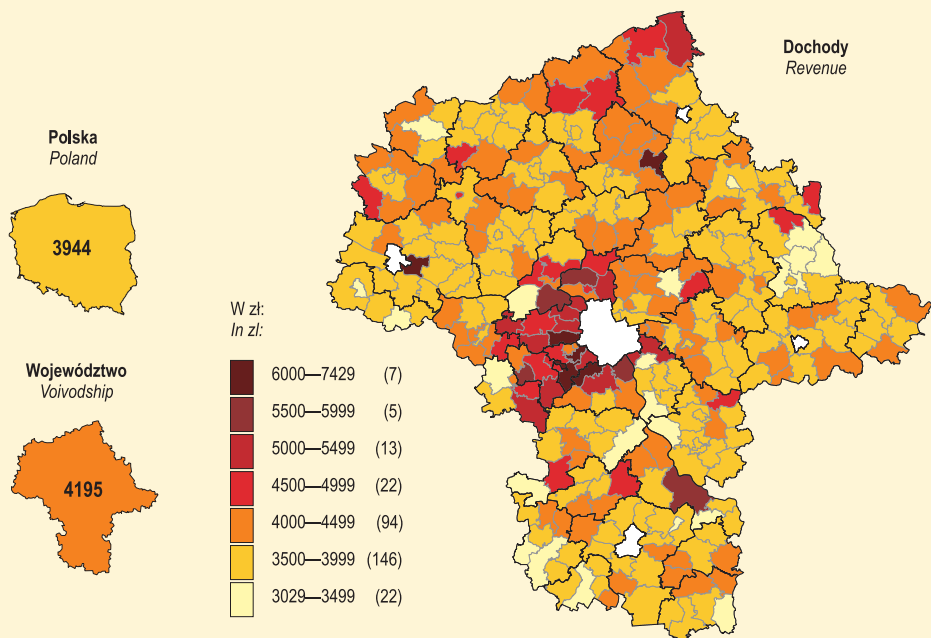 Dochody
Revenue
Polska
Poland
3944
Województwo
Voivodship
4195
W zł:
In zl:
6000—7429 (7)
5500—5999 (5)
5000—5499 (13)
4500—4999 (22)
4000—4499 (94)
3500—3999 (146)
3029—3499 (22)